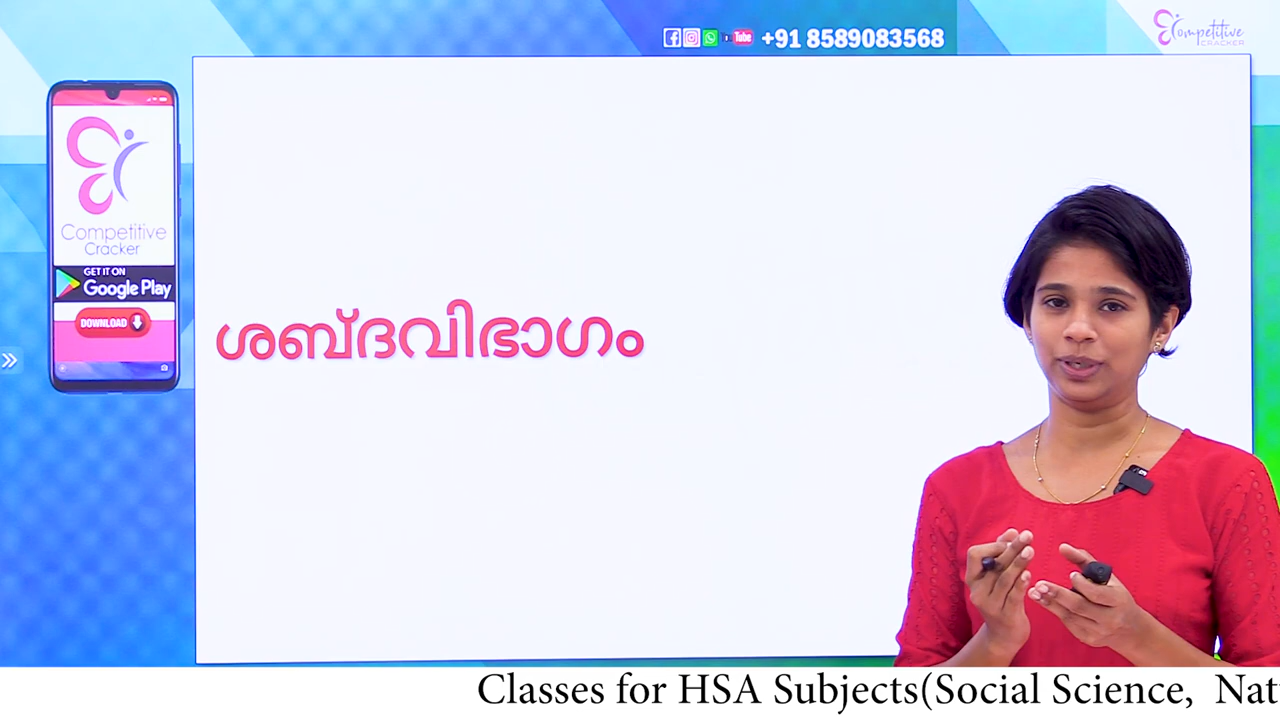 +91 8589083568
Competitive
CRACKER
Competitive
Cracker
GET IT ON
Google Play
DOWNLOAD
ശബ്ദവിഭാഗം
Classes for HSA Subjects(Social Science, Nat